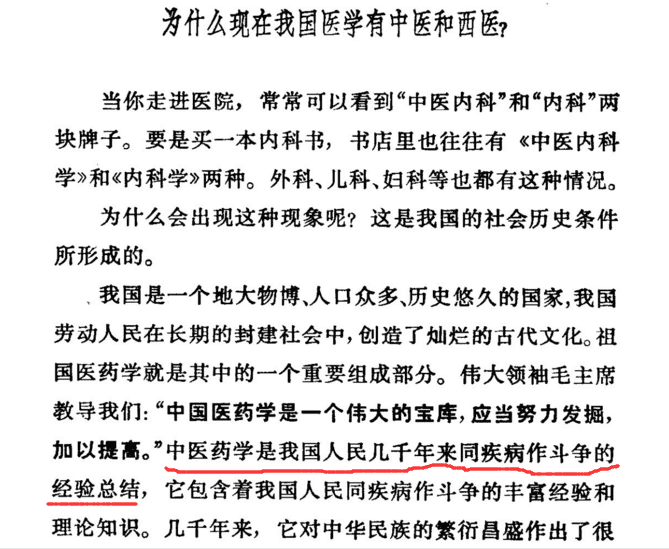 为什么现在我国医学有中医和西医？
当你走进医院，常常可以看到“中医内科”和“内科”两
块牌子。要是买一本内科书，书店里也往往有《中医内科
学》和《内科学》两种。外科、儿科、妇科等也都有这种情况。
为什么会出现这种现象呢？这是我国的社会历史条件
所形成的。
我国是一个地大物博、人口众多、历史悠久的国家，我国
劳动人民在长期的封建社会中，创造了灿烂的古代文化。祖
国医药学就是其中的一个重要组成部分。伟大领袖毛主席
教导我们：“中国医药学是一个伟大的宝库，应当努力发掘，
加以提高。”中医药学是我国人民几千年来同疾病作斗争的
经验总结，它包含着我国人民同疾病作斗争的丰富经验和
理论知识。几千年来，它对中华民族的繁衍昌盛作出了很